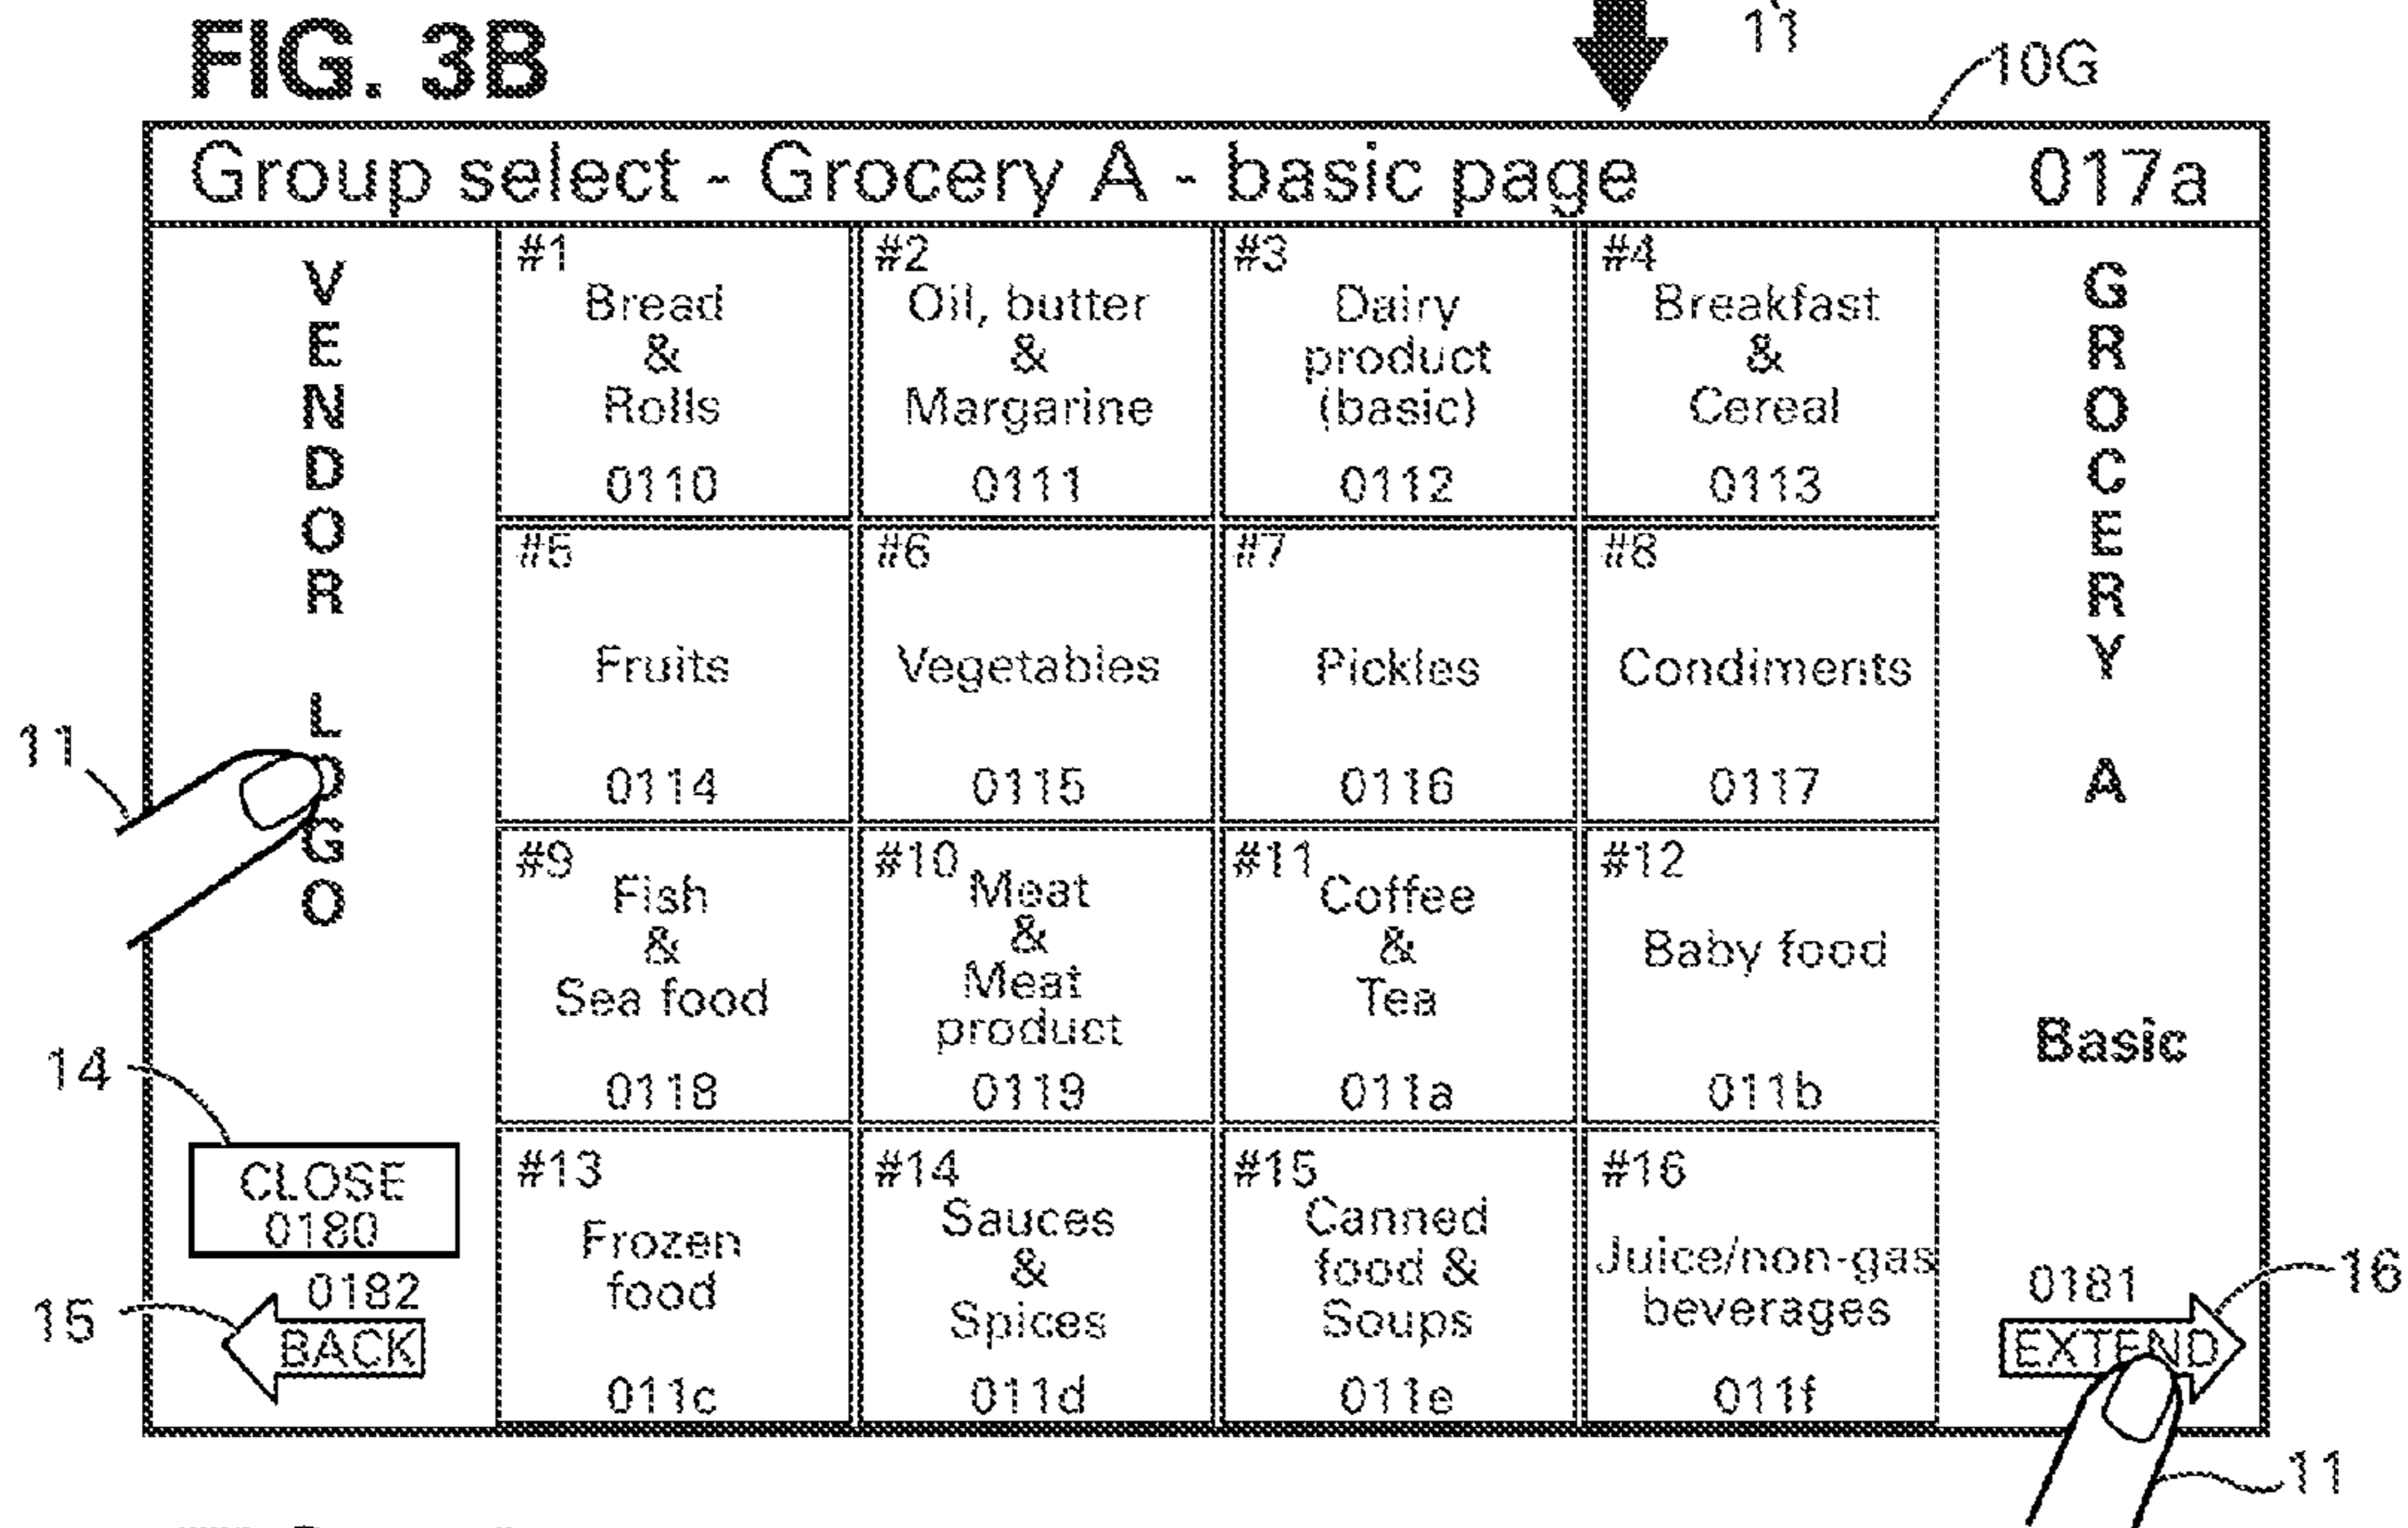 FIG. 3B
11
10G
Group select - Grocery A - basic page 017a
VENDOR LOGO
#1
Bread
&
Rolls
0110
#2
Oil, butter
&
Margarine
0111
#3
Dairy
product
(basic)
0112
#4
Breakfast
&
Cereal
0113
#5
Fruits
0114
#6
Vegetables
0115
#7
Pickles
0116
#8
Condiments
0117
#9
Fish
&
Sea food
0118
#10
Meat
&
Meat
product
0119
#11
Coffee
&
Tea
011a
#12
Baby food
011b
#13
Frozen
food
011c
#14
Sauces
&
Spices
011d
#15
Canned
food &
Soups
011e
#16
Juice/non-gas
beverages
011f
GROCERY A
Basic
11
14
CLOSE
0180
0182
15
BACK
0181
16
EXTEND
11